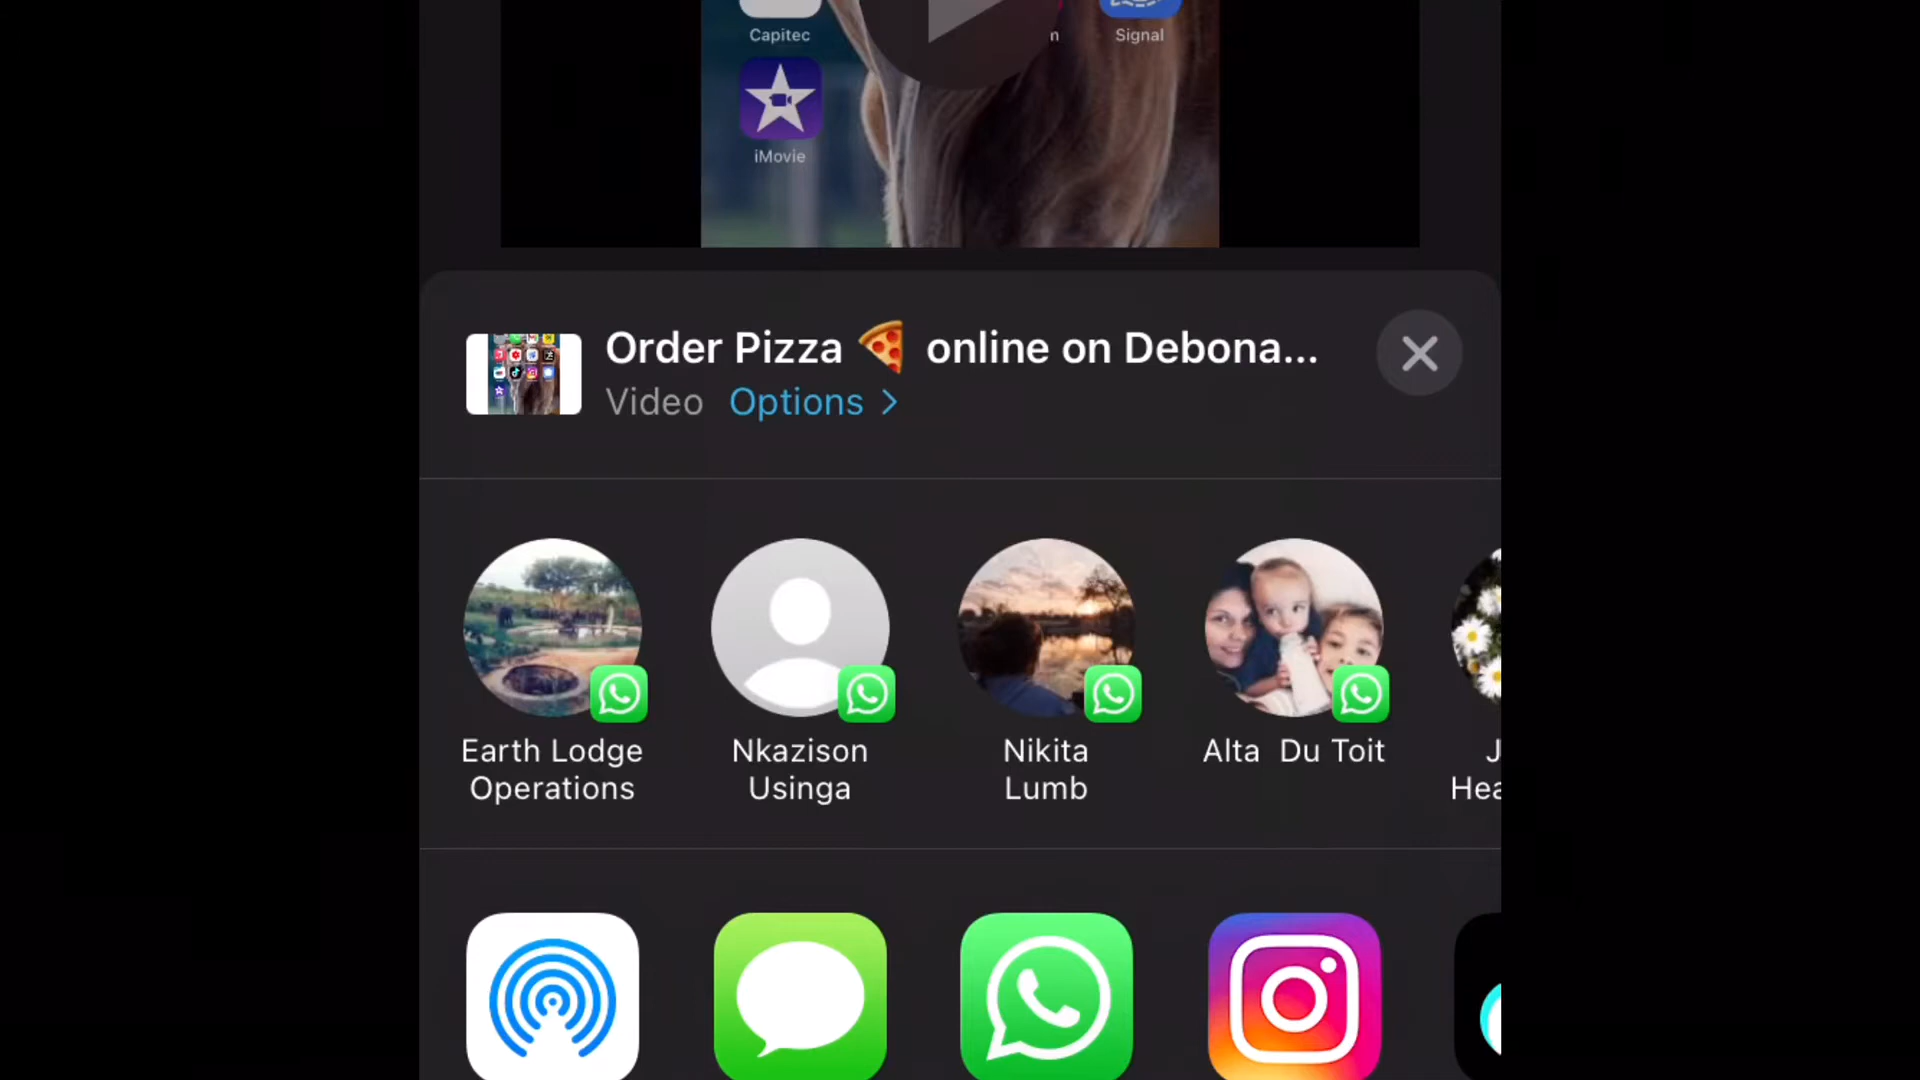 Capitec
n
Signal
iMovie
Order Pizza 🍕 online on Debona...
Video Options >
Earth Lodge
Operations
Nkazison
Usinga
Nikita
Lumb
Alta Du Toit
J
Hea